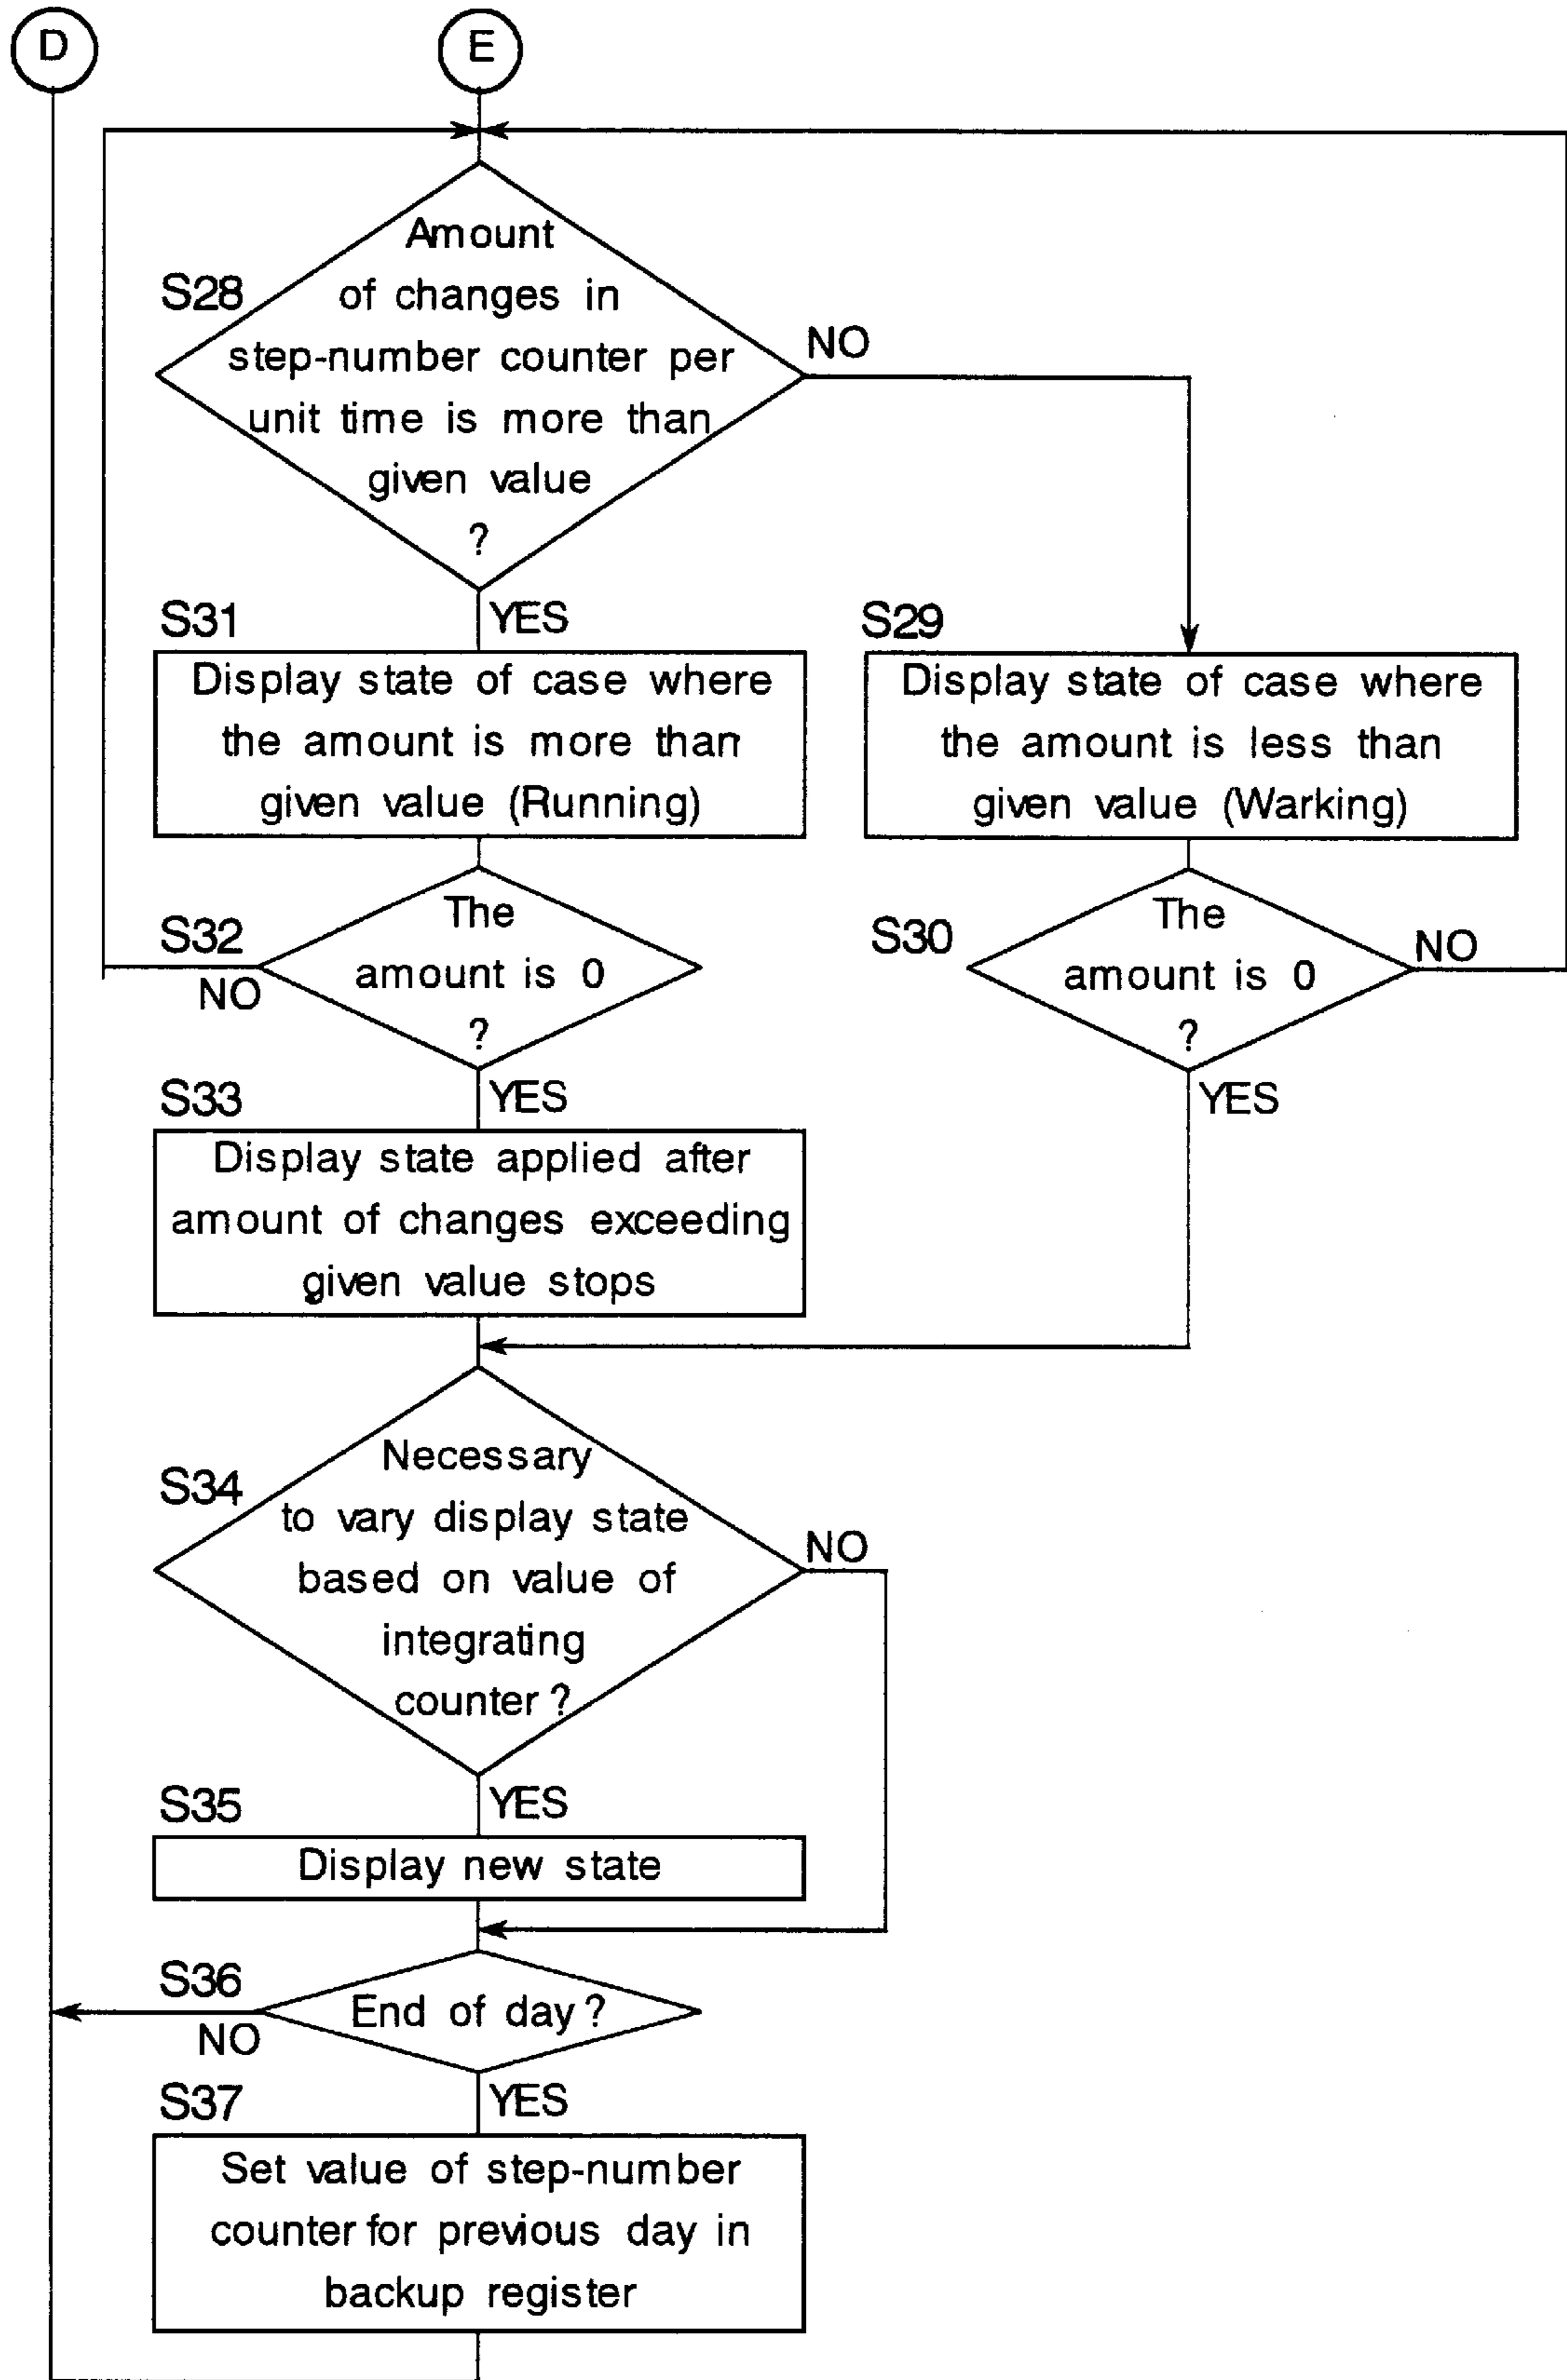 D
E
S28
Amount
of changes in
step-number counter per
unit time is more than
given value
?
NO
YES
S31
Display state of case where
the amount is more than
given value (Running)
S29
Display state of case where
the amount is less than
given value (Warking)
S32
The
amount is 0
?
NO
YES
S30
The
amount is 0
?
NO
YES
S33
Display state applied after
amount of changes exceeding
given value stops
S34
Necessary
to vary display state
based on value of
integrating
counter ?
NO
YES
S35
Display new state
S36
End of day ?
NO
YES
S37
Set value of step-number
counter for previous day in
backup register